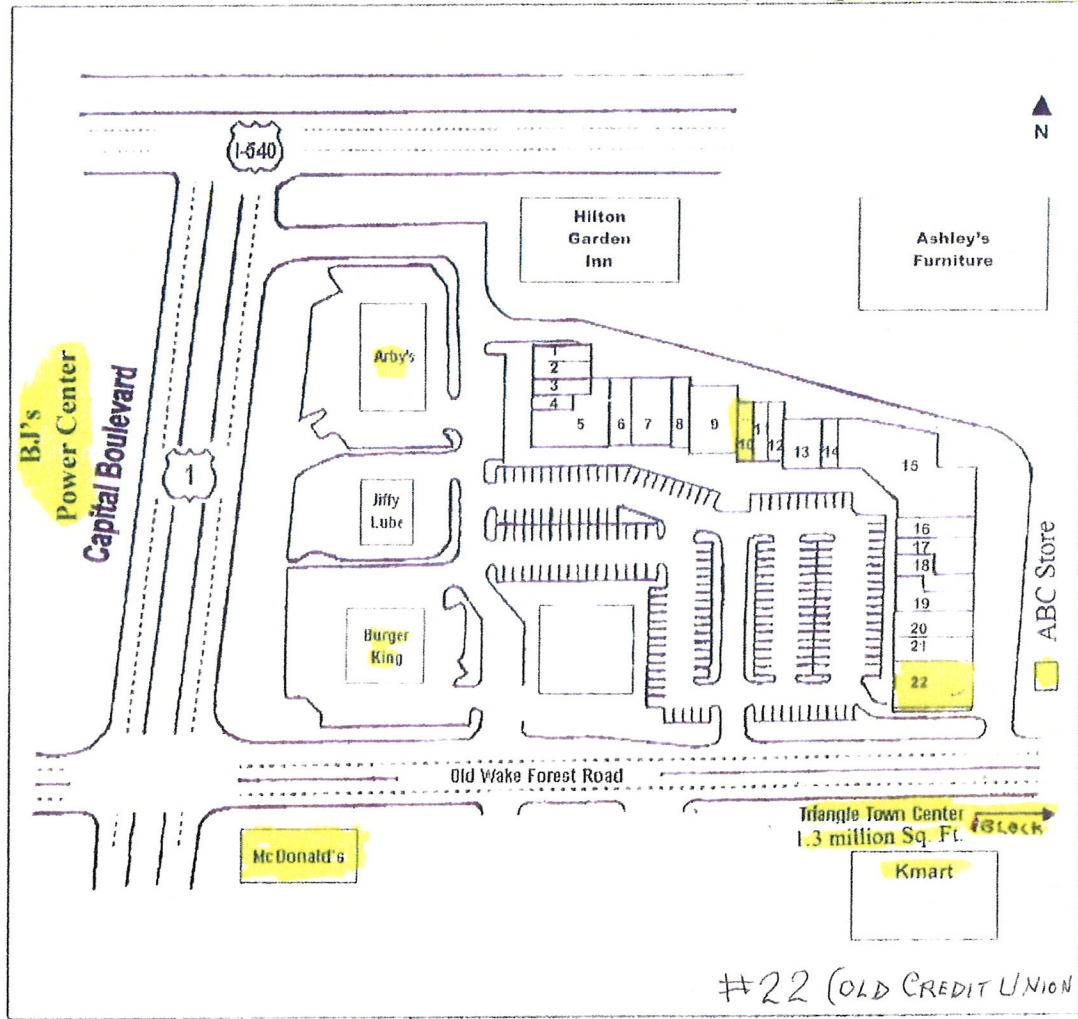 N
I-540
Hilton
Garden
Inn
Ashley's
Furniture
BJ's
Power Center
Capital Boulevard
1
Arby's
Jiffy
Lube
Burger
King
1
2
3
4
5
6
7
8
9
10
1
12
13
14
15
16
17
18
19
20
21
22
ABC Store
Old Wake Forest Road
Triangle Town Center
1.3 million Sq. Ft.
1 BLOCK
McDonald's
Kmart
#22 (OLD CREDIT UNION